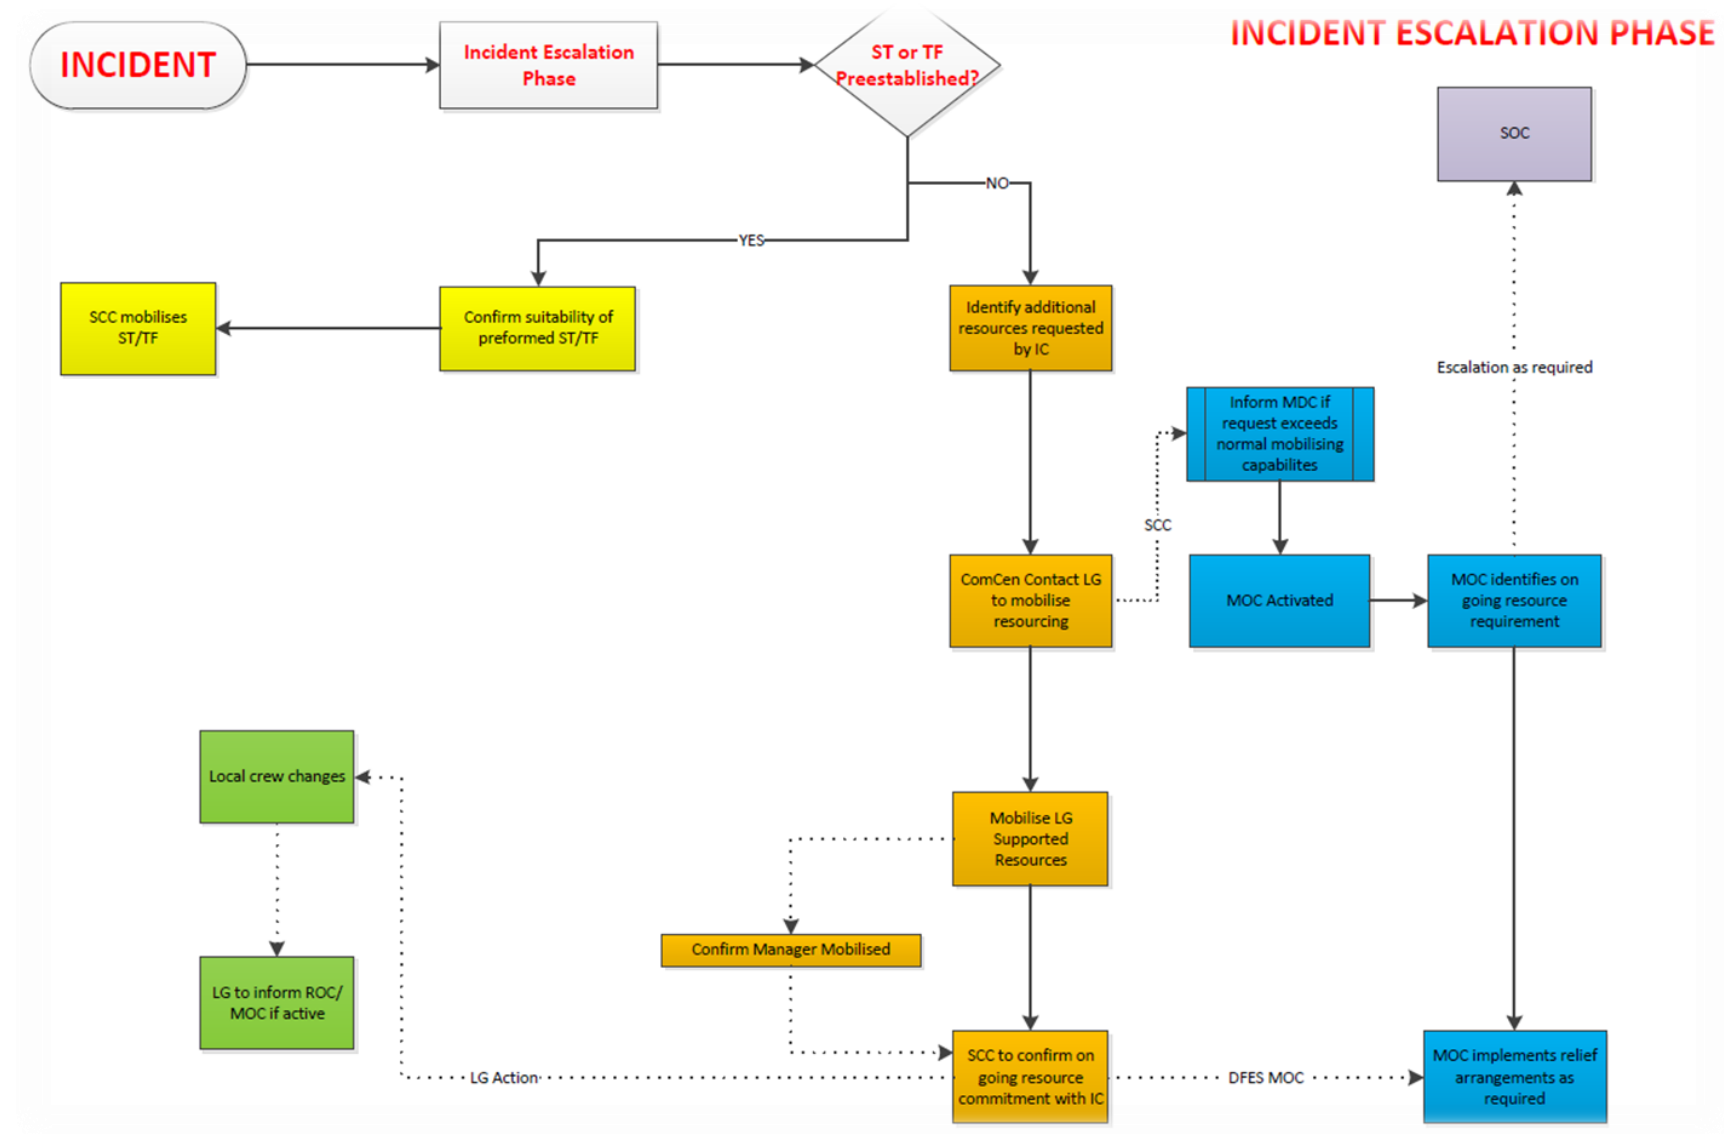 INCIDENT ESCALATION PHASE
INCIDENT
Incident Escalation
Phase
ST or TF
Preestablished?
SOC
NO
YES
SCC mobilises
ST/TF
Confirm suitability of
preformed ST/TF
Identify additional
resources requested
by IC
Escalation as required
Inform MDC if
request exceeds
normal mobilising
capabilites
SCC
ComCen Contact LG
to mobilise
resourcing
MOC Activated
MOC identifies on
going resource
requirement
Local crew changes
Mobilise LG
Supported
Resources
Confirm Manager Mobilised
LG to inform ROC/
MOC if active
SCC to confirm on
going resource
commitment with IC
LG Action
DFES MOC
MOC implements relief
arrangements as
required